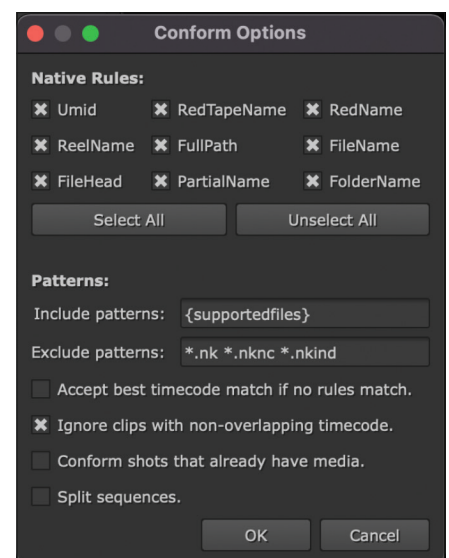 Conform Options
Native Rules:
Umid RedTapeName RedName
ReelName FullPath FileName
FileHead PartialName FolderName
Select All Unselect All
Patterns:
Include patterns: {supportedfiles}
Exclude patterns: *.nk *.nknc *.nkind
Accept best timecode match if no rules match.
Ignore clips with non-overlapping timecode.
Conform shots that already have media.
Split sequences.
OK Cancel